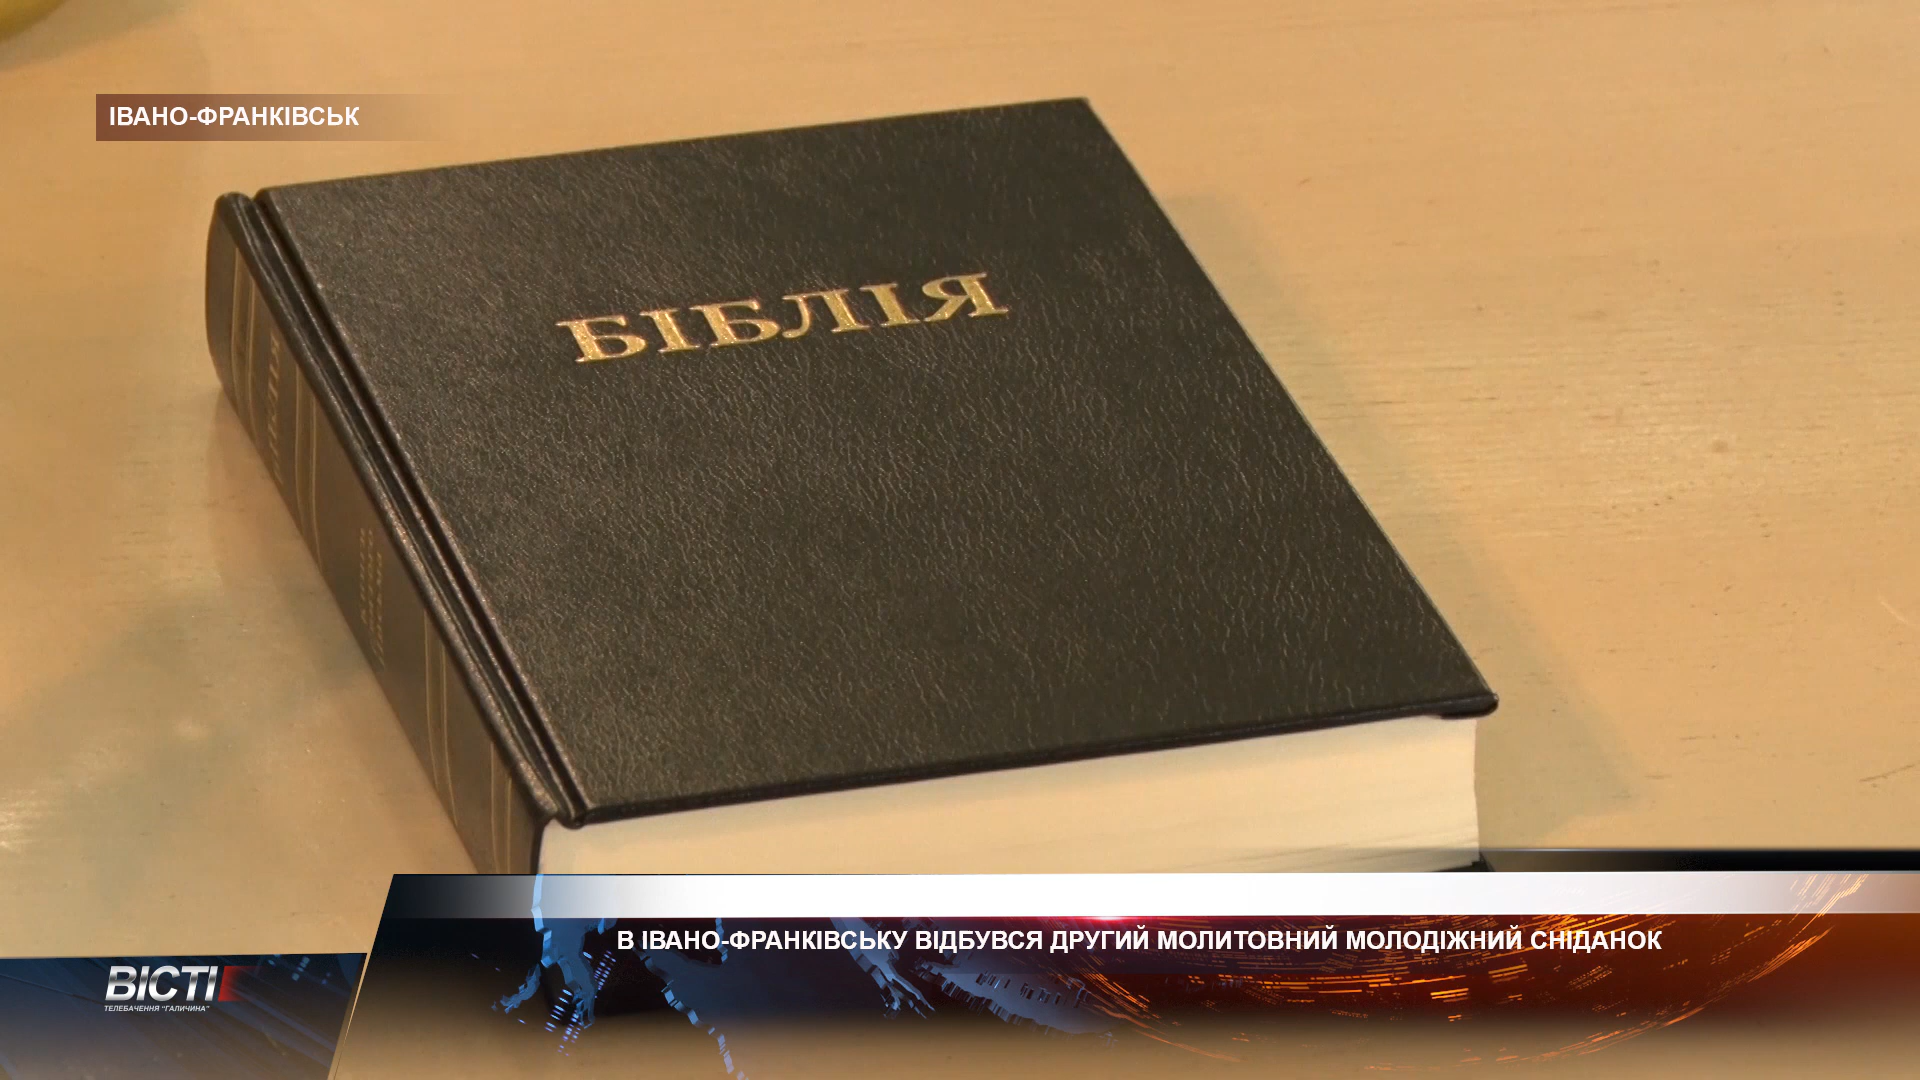 ІВАНО-ФРАНКІВСЬК
БІБЛІЯ
В ІВАНО-ФРАНКІВСЬКУ ВІДБУВСЯ ДРУГИЙ МОЛИТОВНИЙ МОЛОДІЖНИЙ СНІДАНОК
ВІСТІ
ТЕЛЕБАЧЕННЯ "ГАЛИЧИНА"